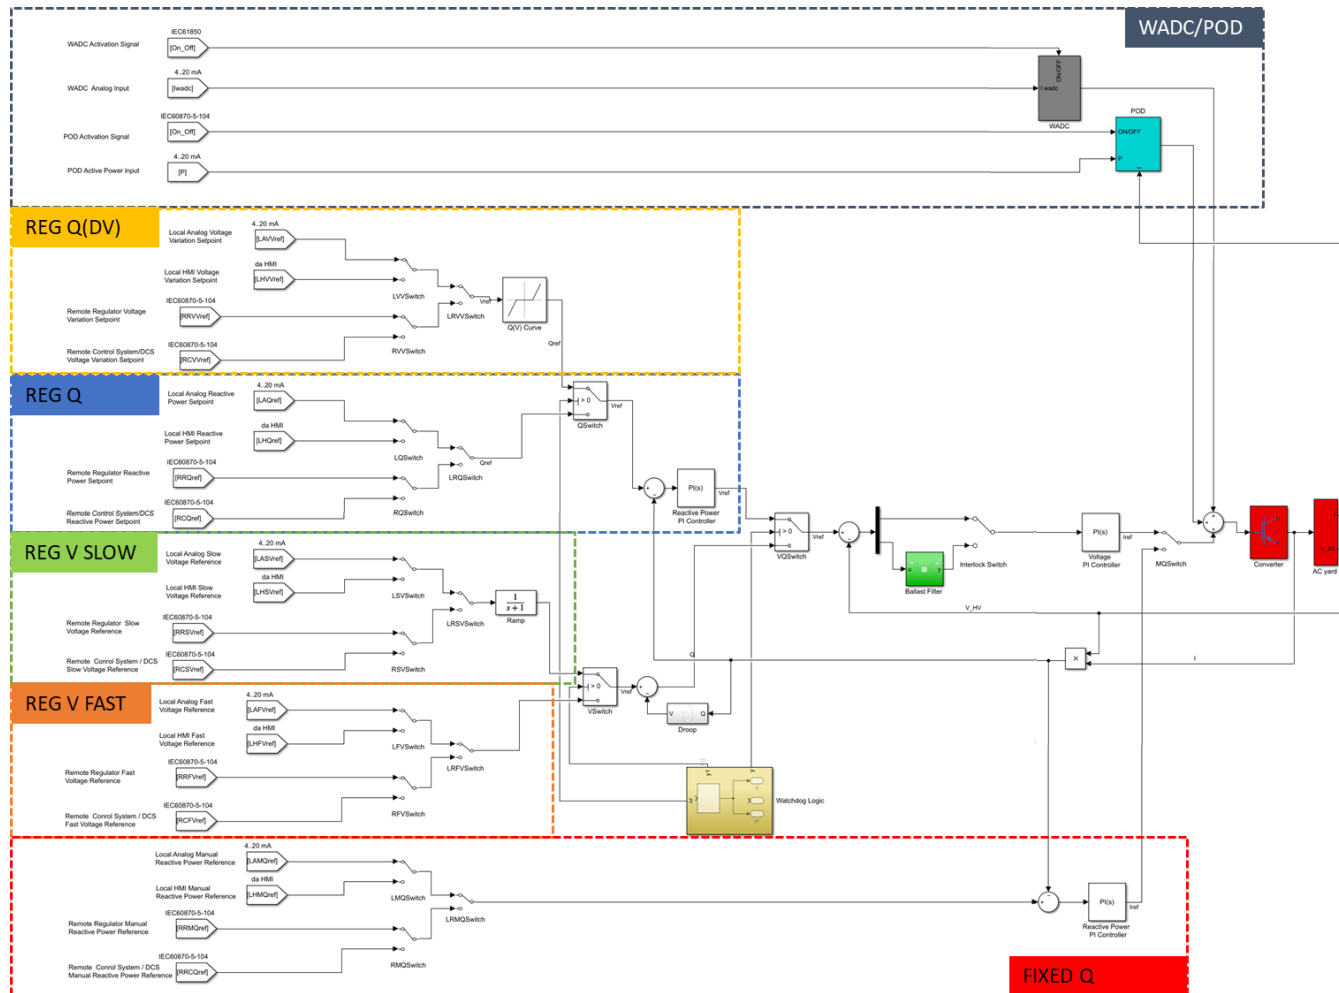 WADC/POD
IEC61850
WADC Activation Signal
[On_Off]
4..20 mA
WADC Analog Input
[Iwadc]
ON/OFF
I wadc
WADC
IEC60870-5-104
POD Activation Signal
[On_Off]
4..20 mA
POD Active Power input
[P]
POD
ON/OFF
P
REG Q(DV)
4..20 mA
Local Analog Voltage
Variation Setpoint
[LAVVref]
da HMI
Local HMI Voltage
Variation Setpoint
[LHVVref]
LVVSwitch
IEC60870-5-104
Remote Regulator Voltage
Variation Setpoint
[RRVVref]
LRVVSwitch
Vref
Q(V) Curve
IEC60870-5-104
Remote Control System/DCS
Voltage Variation Setpoint
[RCVVref]
RVVSwitch
Qref
REG Q
4..20 mA
Local Analog Reactive
Power Setpoint
[LAQref]
da HMI
Local HMI Reactive
Power Setpoint
[LHQref]
LQSwitch
IEC60870-5-104
Remote Regulator Reactive
Power Setpoint
[RRQref]
LRQSwitch
Qref
IEC60870-5-104
Remote Control System/DCS
Reactive Power Setpoint
[RCQref]
RQSwitch
> 0
QSwitch
Vref
PI(s)
Reactive Power
PI Controller
Vref
> 0
VQSwitch
Vref
u
y
Ballast Filter
Interlock Switch
PI(s)
Voltage
PI Controller
Iref
MQSwitch
Converter
V_AT
AC yard
V_HV
I
Q
×
REG V SLOW
4..20 mA
Local Analog Slow
Voltage Reference
[LASVref]
da HMI
Local HMI Slow
Voltage Reference
[LHSVref]
LSVSwitch
IEC60870-5-104
Remote Regulator Slow
Voltage Reference
[RRSVref]
LRSVSwitch
1
s+1
Ramp
IEC60870-5-104
Remote Conrol System / DCS
Slow Voltage Reference
[RCSVref]
RSVSwitch
> 0
VSwitch
Vref
V Q
Droop
REG V FAST
4..20 mA
Local Analog Fast
Voltage Reference
[LAFVref]
da HMI
Local HMI Fast
Voltage Reference
[LHFVref]
LFVSwitch
IEC60870-5-104
Remote Regulator Fast
Voltage Reference
[RRFVref]
LRFVSwitch
IEC60870-5-104
Remote Conrol System / DCS
Fast Voltage Reference
[RCFVref]
RFVSwitch
y1
y
3
Watchdog Logic
4..20 mA
Local Analog Manual
Reactive Power Reference
[LAMQref]
da HMI
Local HMI Manual
Reactive Power Reference
[LHMQref]
LMQSwitch
IEC60870-5-104
Remote Regulator Manual
Reactive Power Reference
[RRMQref]
LRMQSwitch
IEC60870-5-104
Remote Conrol System / DCS
Manual Reactive Power Reference
[RRCQref]
RMQSwitch
PI(s)
Iref
Reactive Power
PI Controller
FIXED Q